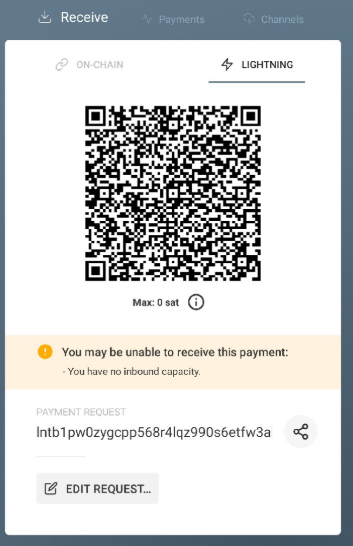 Receive
Payments
Channels
ON-CHAIN
LIGHTNING
Max: 0 sat
You may be unable to receive this payment:
- You have no inbound capacity.
PAYMENT REQUEST
lntb1pw0zygcpp568r4lqz990s6etfw3a
EDIT REQUEST...